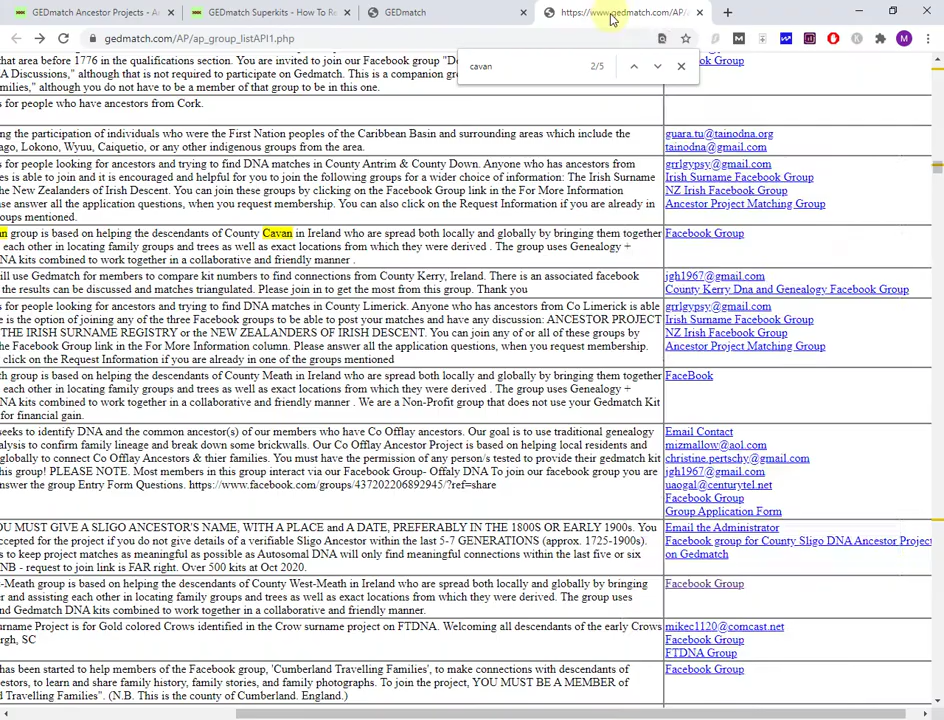 GEDmatch Ancestor Projects - A
GEDmatch Superkits - How To R
GEDmatch
https://www.gedmatch.com/AP/a
gedmatch.com/AP/ap_group_listAPI1.php
cavan
2/5
that area before 1776 in the qualifications section. You are invited to join our Facebook group "De
A Discussions," although that is not required to participate on Gedmatch. This is a companion gr
milies," although you do not have to be a member of that group to be in this one.
ok Group
s for people who have ancestors from Cork.
ng the participation of individuals who were the First Nation peoples of the Caribbean Basin and surrounding areas which include the
ago, Lokono, Wyuu, Caiquetio, or any other indigenous groups from the area.
guara.tu@tainodna.org
tainodna@gmail.com
s for people looking for ancestors and trying to find DNA matches in County Antrim & County Down. Anyone who has ancestors from
es is able to join and it is encouraged and helpful for you to join the following groups for a wider choice of information: The Irish Surname
the New Zealanders of Irish Descent. You can join these groups by clicking on the Facebook Group link in the For More Information
se answer all the application questions, when you request membership. You can also click on the Request Information if you are already in
roups mentioned.
grrlgypsy@gmail.com
Irish Surname Facebook Group
NZ Irish Facebook Group
Ancestor Project Matching Group
n group is based on helping the descendants of County Cavan in Ireland who are spread both locally and globally by bringing them together
each other in locating family groups and trees as well as exact locations from which they were derived . The group uses Genealogy +
NA kits combined to work together in a collaborative and friendly manner .
Facebook Group
ill use Gedmatch for members to compare kit numbers to find connections from County Kerry, Ireland. There is an associated facebook
the results can be discussed and matches triangulated. Please join in to get the most from this group. Thank you
jgh1967@gmail.com
County Kerry Dna and Genealogy Facebook Group
s for people looking for ancestors and trying to find DNA matches in County Limerick. Anyone who has ancestors from Co Limerick is able
e is the option of joining any of the three Facebook groups to be able to post your matches and have any discussion: ANCESTOR PROJECT
THE IRISH SURNAME REGISTRY or the NEW ZEALANDERS OF IRISH DESCENT. You can join any of or all of these groups by
he Facebook Group link in the For More Information column. Please answer all the application questions, when you request membership.
click on the Request Information if you are already in one of the groups mentioned
grrlgypsy@gmail.com
Irish Surname Facebook Group
NZ Irish Facebook Group
Ancestor Project Matching Group
th group is based on helping the descendants of County Meath in Ireland who are spread both locally and globally by bringing them together
each other in locating family groups and trees as well as exact locations from which they were derived . The group uses Genealogy +
NA kits combined to work together in a collaborative and friendly manner . We are a Non-Profit group that does not use your Gedmatch Kit
for financial gain.
FaceBook
seeks to identify DNA and the common ancestor(s) of our members who have Co Offlay ancestors. Our goal is to use traditional genealogy
alysis to confirm family lineage and break down some brickwalls. Our Co Offlay Ancestor Project is based on helping local residents and
globally to connect Co Offlay Ancestors & thier families. You must have the permission of any person/s tested to provide their gedmatch kit
this group! PLEASE NOTE. Most members in this group interact via our Facebook Group- Offaly DNA To join our facebook group you are
nswer the group Entry Form Questions. https://www.facebook.com/groups/437202206892945/?ref=share
Email Contact
mizmallow@aol.com
christine.pertschy@gmail.com
jgh1967@gmail.com
uaogal@centurytel.net
Facebook Group
Group Application Form
OU MUST GIVE A SLIGO ANCESTOR'S NAME, WITH A PLACE and A DATE, PREFERABLY IN THE 1800S OR EARLY 1900s. You
ccepted for the project if you do not give details of a verifiable Sligo Ancestor within the last 5-7 GENERATIONS (approx. 1725-1900s).
s to keep project matches as meaningful as possible as Autosomal DNA will only find meaningful connections within the last five or six
NB - request to join link is FAR right. Over 500 kits at Oct 2020.
Email the Administrator
Facebook group for County Sligo DNA Ancestor Project
on Gedmatch
-Meath group is based on helping the descendants of County West-Meath in Ireland who are spread both locally and globally by bringing
er and assisting each other in locating family groups and trees as well as exact locations from which they were derived. The group uses
nd Gedmatch DNA kits combined to work together in a collaborative and friendly manner.
Facebook Group
urname Project is for Gold colored Crows identified in the Crow surname project on FTDNA. Welcoming all descendants of the early Crows
rgh, SC
mikec1120@comcast.net
Facebook Group
FTDNA Group
has been started to help members of the Facebook group, 'Cumberland Travelling Families', to make connections with descendants of
cestors, to learn and share family history, family stories, and family photographs. To join the project, YOU MUST BE A MEMBER of
d Travelling Families". (N.B. This is the county of Cumberland. England.)
Facebook Group